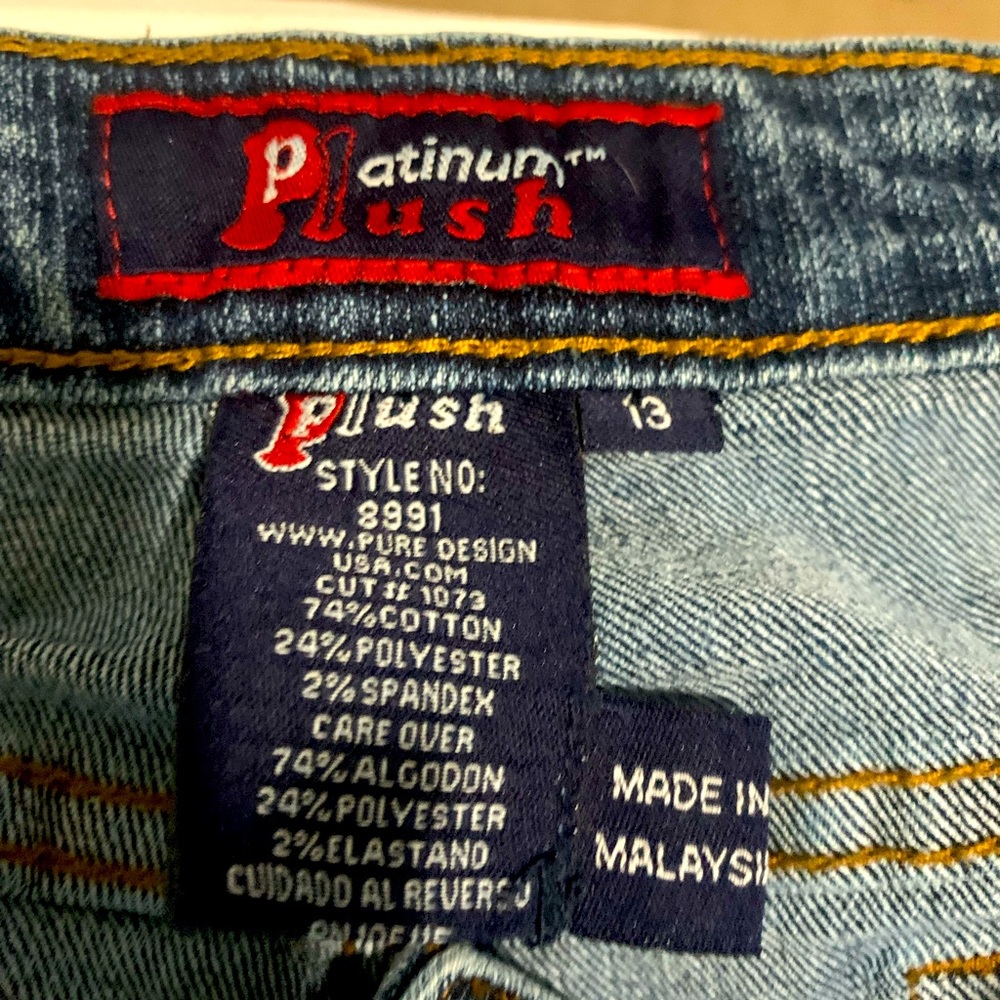 Platinum™
Plush
Plush
13
STYLE NO:
8991
WWW.PURE DESIGN
USA.COM
CUT# 1073
74%COTTON
24%POLYESTER
2%SPANDEX
CARE OVER
74%ALGODON
24%POLYESTER
2%ELASTAND
CUIDADO AL REVERSO
MADE IN
MALAYSI